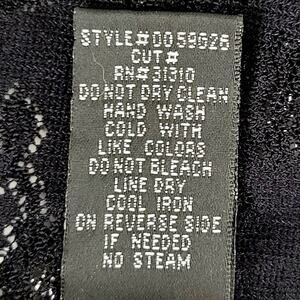 STYLE#DO59626
CUT#
RN#31310
DO NOT DRY CLEAN
HAND WASH
COLD WITH
LIKE COLORS
DO NOT BLEACH
LINE DRY
COOL IRON
ON REVERSE SIDE
IF NEEDED
NO STEAM